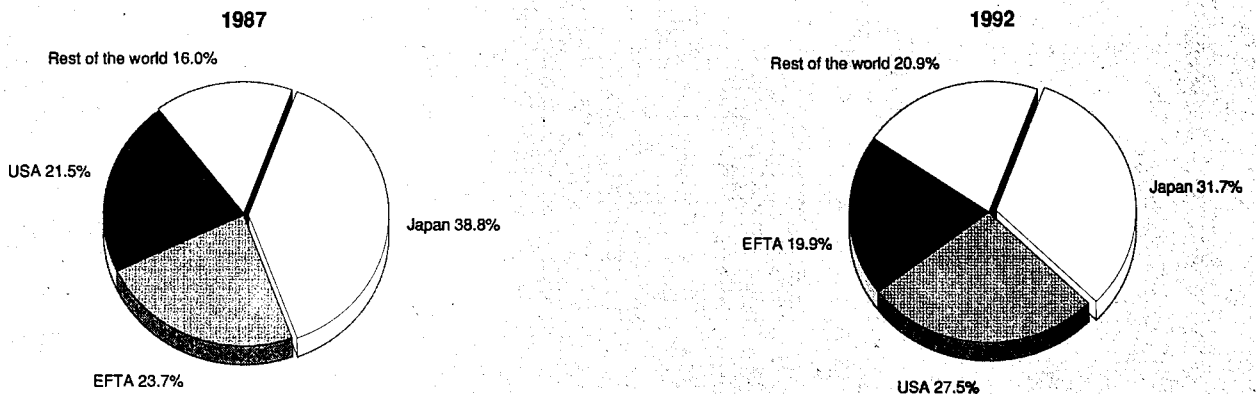 1987
Rest of the world 16.0%
USA 21.5%
Japan 38.8%
EFTA 23.7%
1992
Rest of the world 20.9%
Japan 31.7%
EFTA 19.9%
USA 27.5%